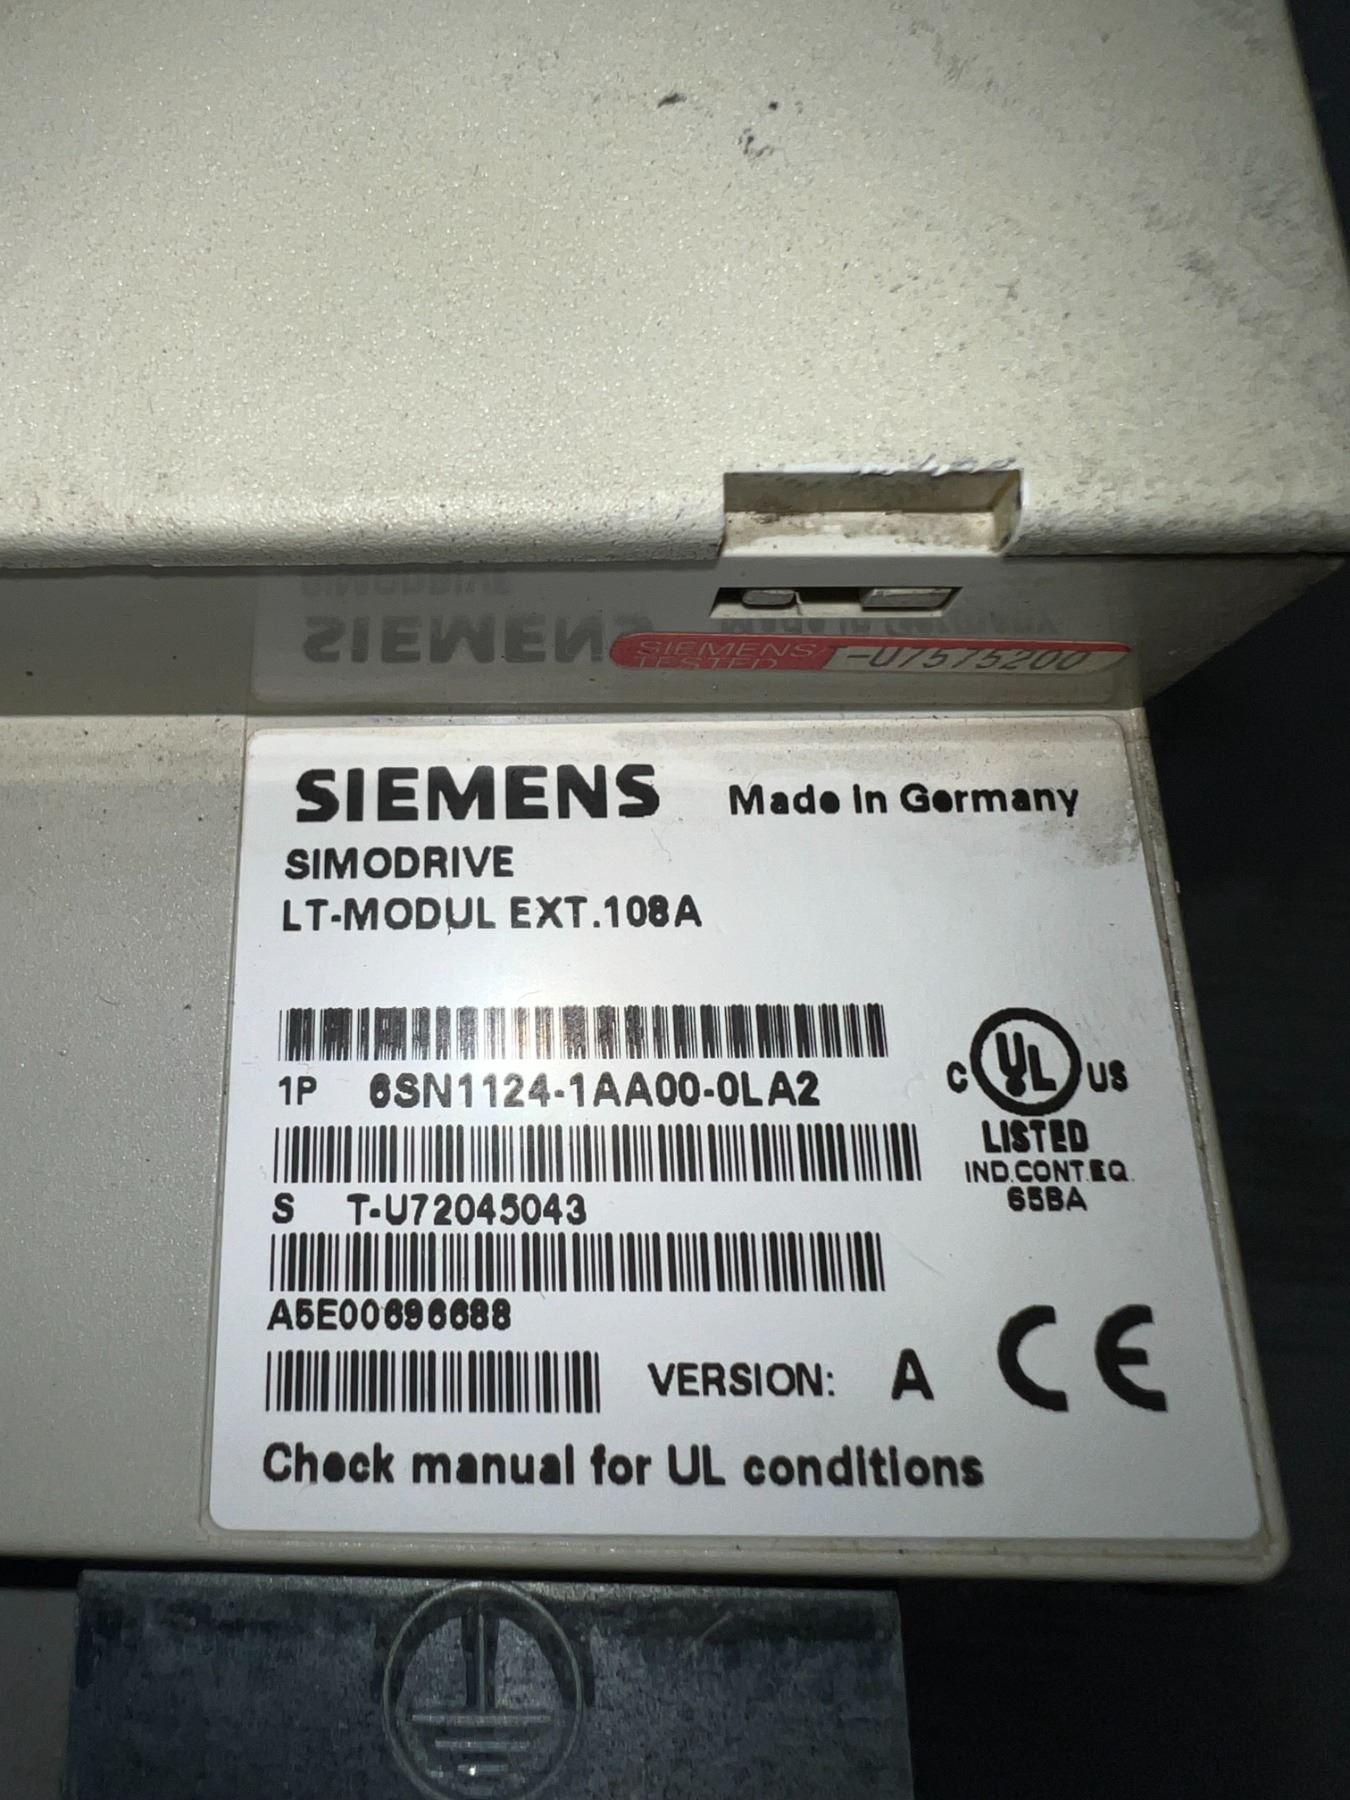 SIEMENS
TESTED
-U7575200
SIEMENS Made in Germany
SIMODRIVE
LT-MODUL EXT.108A
1P 6SN1124-1AA00-0LA2
C UL US
LISTED
IND.CONT.EQ.
65BA
S T-U72045043
A5E00696688
VERSION: A CE
Check manual for UL conditions